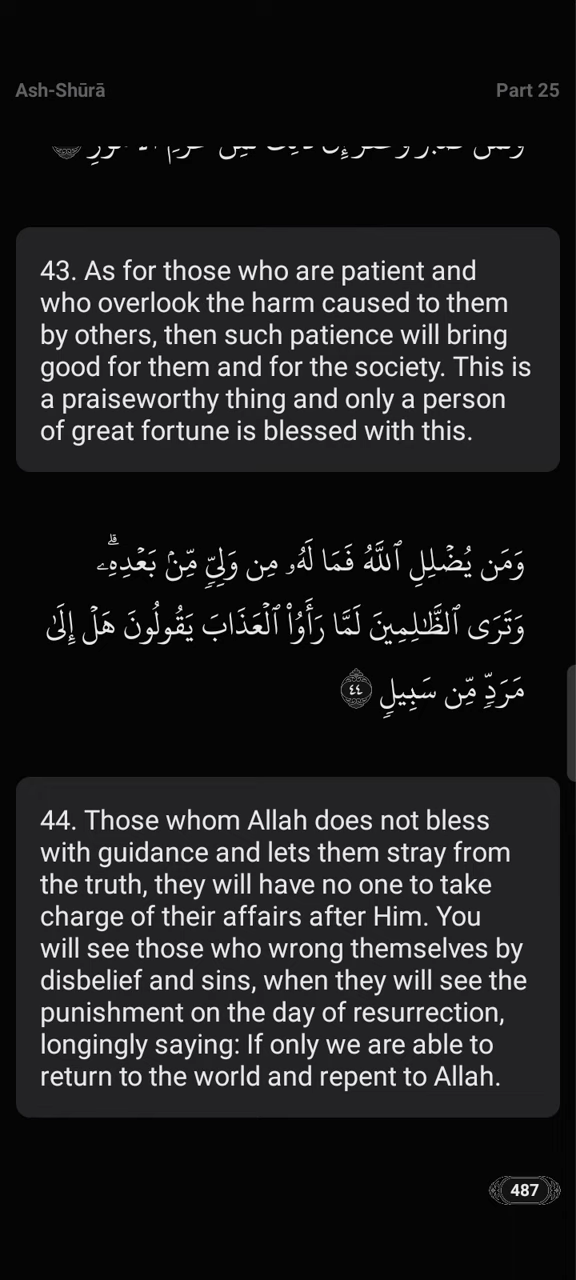 Ash-Shūrā
Part 25
43. As for those who are patient and
who overlook the harm caused to them
by others, then such patience will bring
good for them and for the society. This is
a praiseworthy thing and only a person
of great fortune is blessed with this.
وَمَن يُضْلِلِ ٱللَّهُ فَمَا لَهُۥ مِن وَلِىٍّ مِّنۢ بَعْدِهِۦ ۗ
وَتَرَى ٱلظَّٰلِمِينَ لَمَّا رَأَوُا۟ ٱلْعَذَابَ يَقُولُونَ هَلْ إِلَىٰ
مَرَدٍّ مِّن سَبِيلٍ ٤٤
44. Those whom Allah does not bless
with guidance and lets them stray from
the truth, they will have no one to take
charge of their affairs after Him. You
will see those who wrong themselves by
disbelief and sins, when they will see the
punishment on the day of resurrection,
longingly saying: If only we are able to
return to the world and repent to Allah.
487